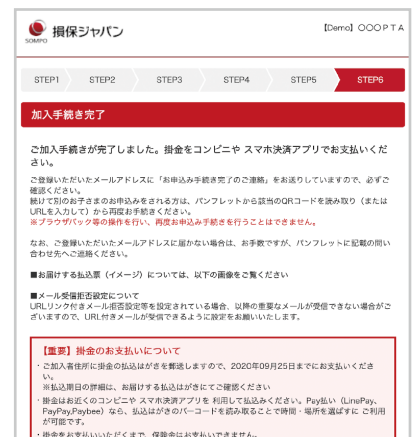 SOMPO 損保ジャパン 【Demo】〇〇〇ＰＴＡ
STEP1 STEP2 STEP3 STEP4 STEP5 STEP6
加入手続き完了
ご加入手続きが完了しました。掛金をコンビニや スマホ決済アプリでお支払いくだ
さい。
ご登録いただいたメールアドレスに「お申込み手続き完了のご連絡」をお送りしていますので、必ずご
確認ください。
続けて別のお子さまのお申込みをされる方は、パンフレットから該当のQRコードを読み取り（または
URLを入力して）から再度お手続きください。
※ブラウザバック等の操作を行い、再度お申込み手続きを行うことはできません。
なお、ご登録いただいたメールアドレスに届かない場合は、お手数ですが、パンフレットに記載の問い
合わせ先へご連絡ください。
■お届けする払込票（イメージ）については、以下の画像をご覧ください
■メール受信拒否設定について
URLリンク付きメール拒否設定等を設定されている場合、以降の重要なメールが受信できない場合がご
ざいますので、URL付きメールが受信できるように設定をお願いいたします。
【重要】掛金のお支払いについて
・ご加入者住所に掛金の払込はがきを郵送しますので、2020年09月25日までにお支払いくださ
い。
※払込期日の詳細は、お届けする払込はがきにてご確認ください
・掛金はお近くのコンビニや スマホ決済アプリを 利用して払込みください。Pay払い（LinePay、
PayPay,Paybee）なら、払込はがきのバーコードを読み取ることで時間・場所を選ばずに ご利用
が可能です。
・掛金をお支払いいただくまで、保険金はお支払いできません。